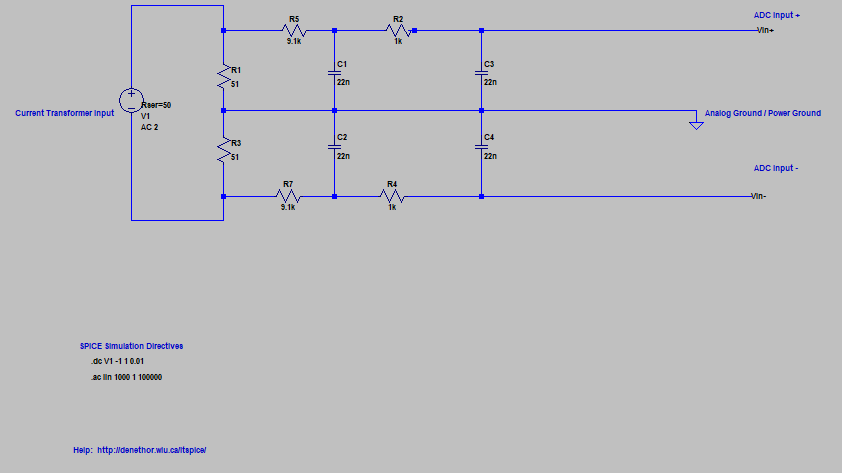 ADC Input +
R5
R2
Vin+
9.1k
1k
C1
C3
R1
22n
22n
51
Rser=50
Current Transformer Input
V1
Analog Ground / Power Ground
AC 2
C2
C4
R3
22n
22n
51
ADC Input -
R7
R4
Vin-
9.1k
1k
SPICE Simulation Directives
.dc V1 -1 1 0.01
.ac lin 1000 1 100000
Help: http://denethor.wlu.ca/ltspice/